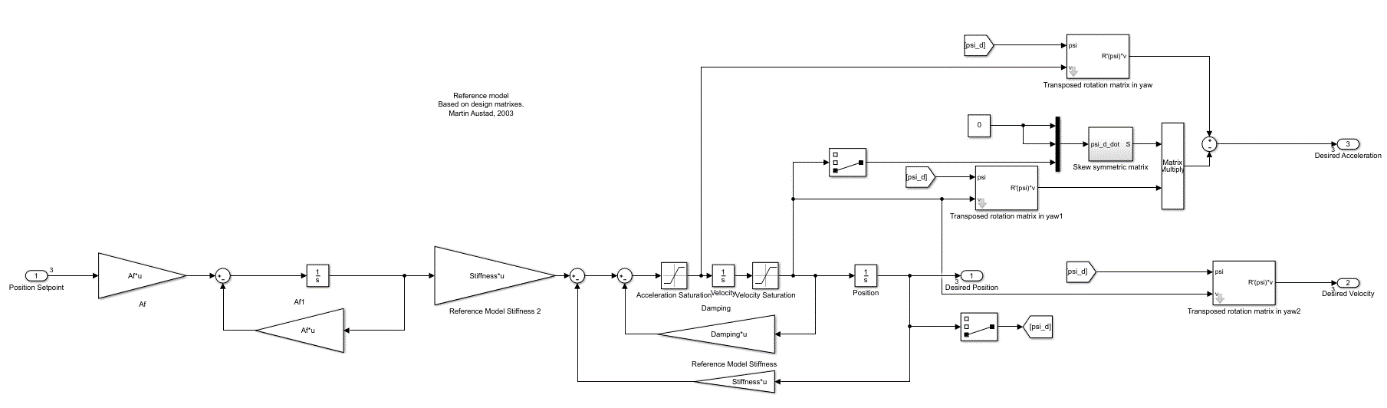 [psi_d]
psi
v
R'(psi)*v
Transposed rotation matrix in yaw
Reference model
Based on design matrixes.
Martin Austad, 2003
0
psi_d_dot
S
Skew symmetric matrix
Matrix
Multiply
+
-
3
3
Desired Acceleration
[psi_d]
psi
v
R'(psi)*v
Transposed rotation matrix in yaw1
1
3
Position Setpoint
Af*u
Af
+
-
1
s
Af1
Af*u
Stiffness*u
Reference Model Stiffness 2
+
-
+
-
Acceleration Saturation
1
s
Velocity
Velocity Saturation
Damping
Damping*u
1
s
Position
1
3
Desired Position
[psi_d]
psi
v
R'(psi)*v
Transposed rotation matrix in yaw2
2
3
Desired Velocity
[psi_d]
Reference Model Stiffness
Stiffness*u